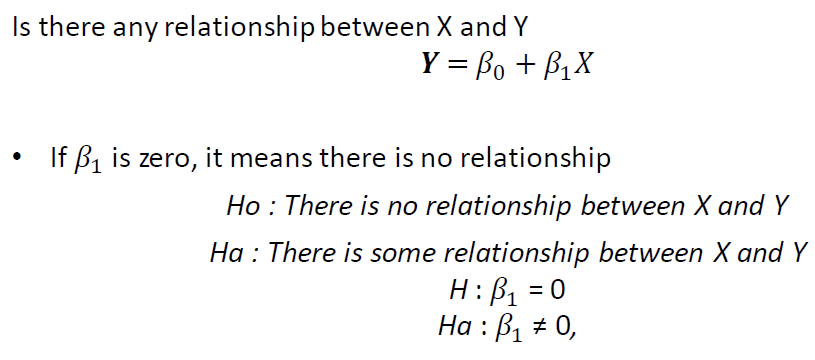 Is there any relationship between X and Y
Y = β₀ + β₁X
• If β₁ is zero, it means there is no relationship
Ho : There is no relationship between X and Y
Ha : There is some relationship between X and Y
H : β₁ = 0
Ha : β₁ ≠ 0,